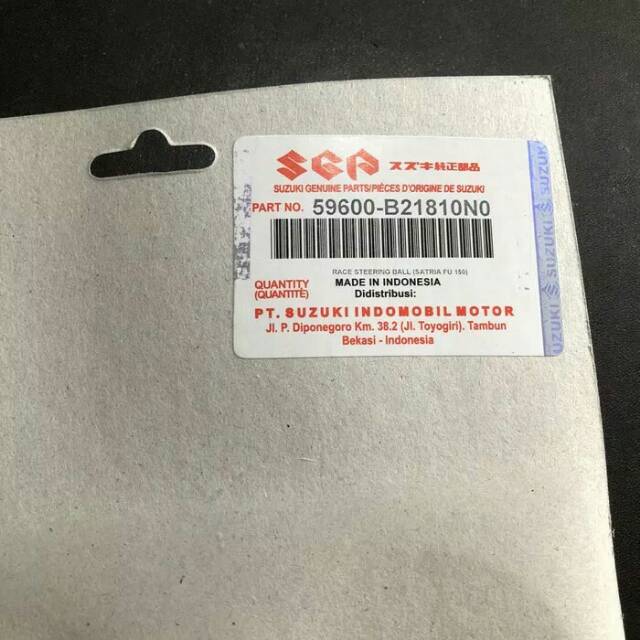 SGP スズキ純正部品
SUZUKI GENUINE PARTS/PIÈCES D'ORIGINE DE SUZUKI
PART NO. 59600-B21810N0
RACE STEERING BALL (SATRIA FU 150)
QUANTITY MADE IN INDONESIA
(QUANTITÉ) Didistribusi:
PT. SUZUKI INDOMOBIL MOTOR
Jl. P. Diponegoro Km. 38.2 (Jl. Toyogiri). Tambun
Bekasi - Indonesia
UZUKI SUZUKI SUZUK